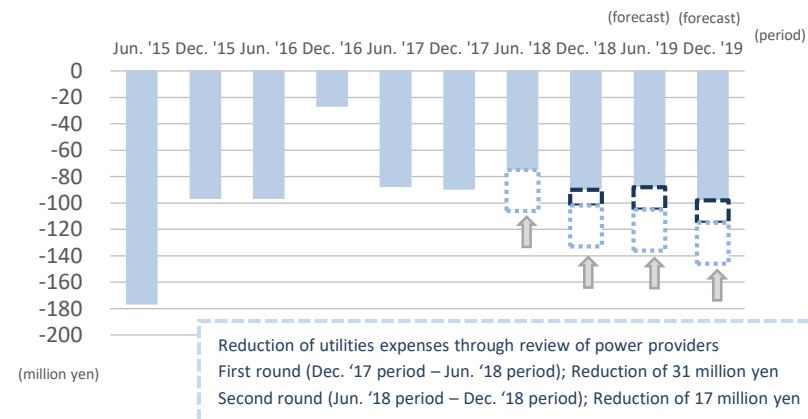 (forecast) (forecast)
(period)
Jun. '15 Dec. '15 Jun. '16 Dec. '16 Jun. '17 Dec. '17 Jun. '18 Dec. '18 Jun. '19 Dec. '19
0
-20
-40
-60
-80
-100
-120
-140
-160
-180
-200
(million yen)
Reduction of utilities expenses through review of power providers
First round (Dec. ‘17 period – Jun. ‘18 period); Reduction of 31 million yen
Second round (Jun. ‘18 period – Dec. ‘18 period); Reduction of 17 million yen